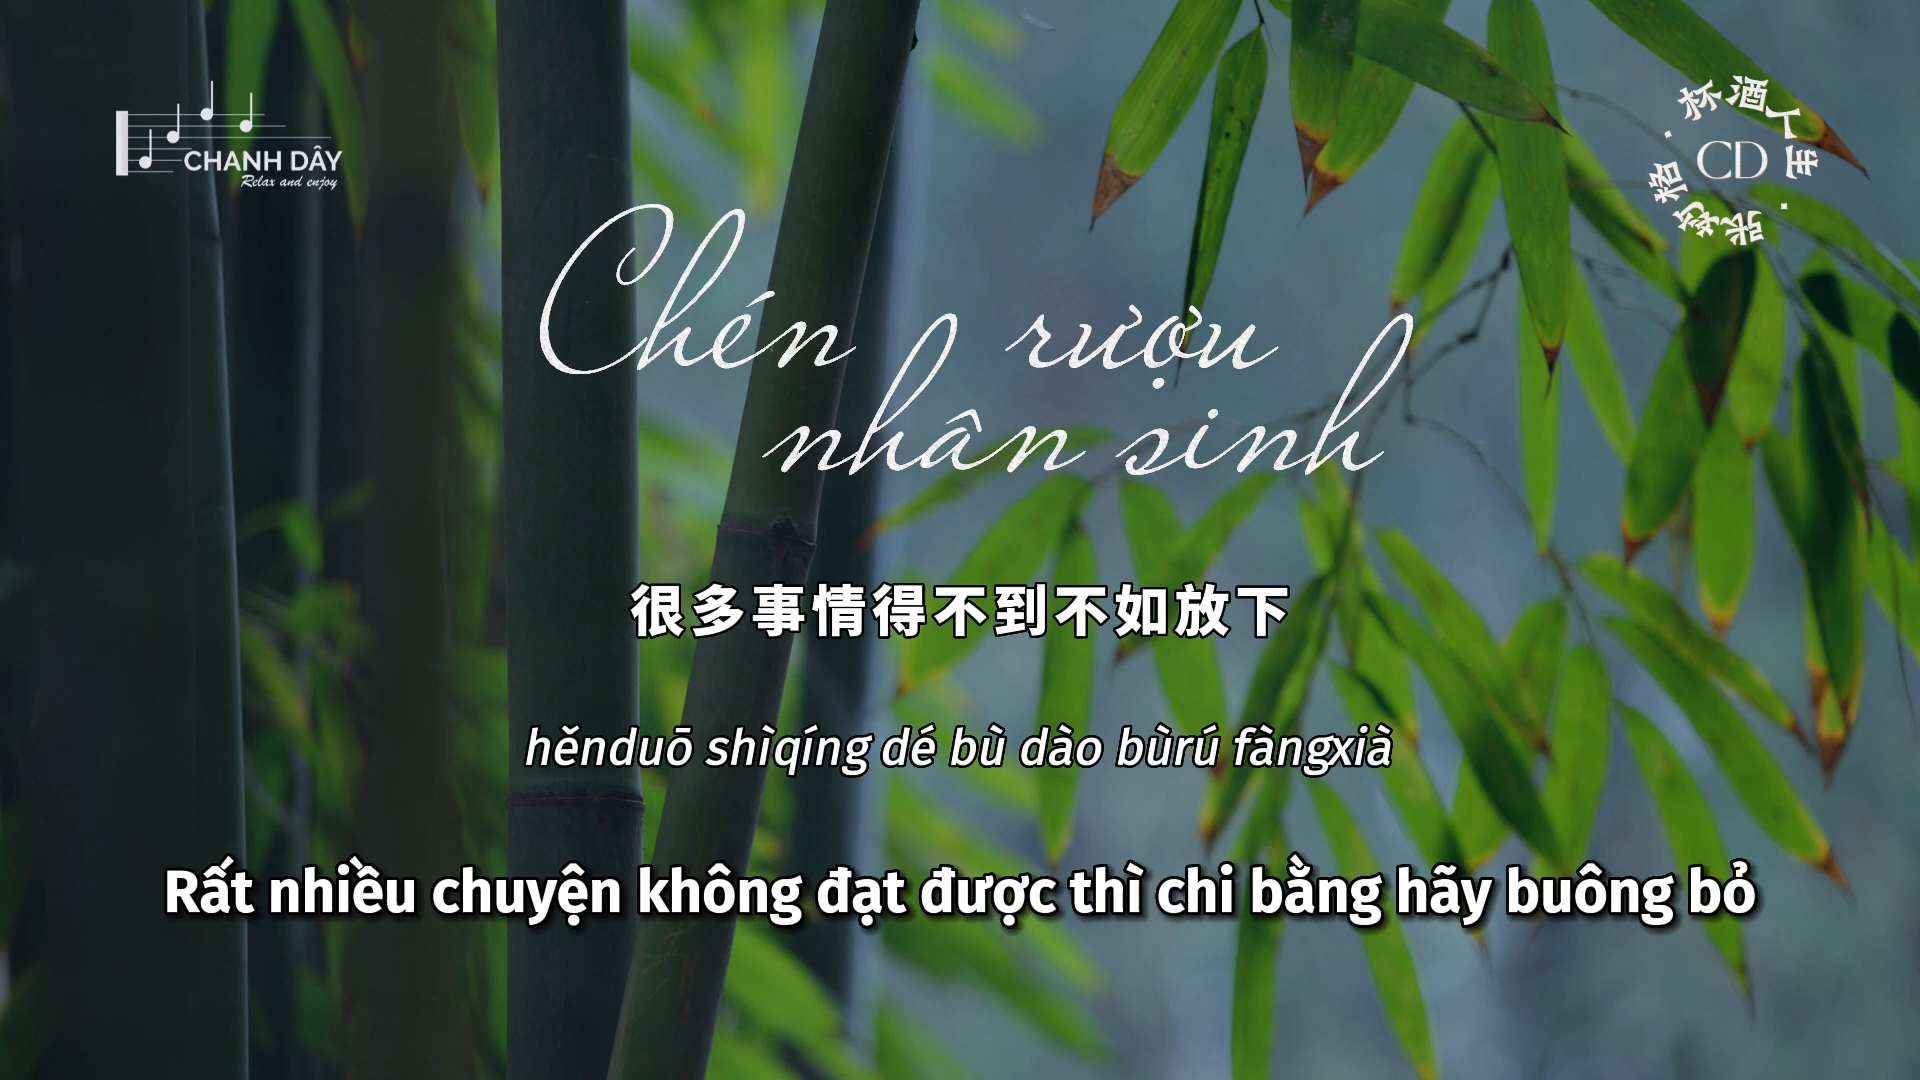 CHANH DÂY
Relax and enjoy
杯酒人生 · 张妙格 ·
CD
Chén rượu
nhân sinh
很多事情得不到不如放下
hěnduō shìqíng dé bù dào bùrú fàngxià
Rất nhiều chuyện không đạt được thì chi bằng hãy buông bỏ